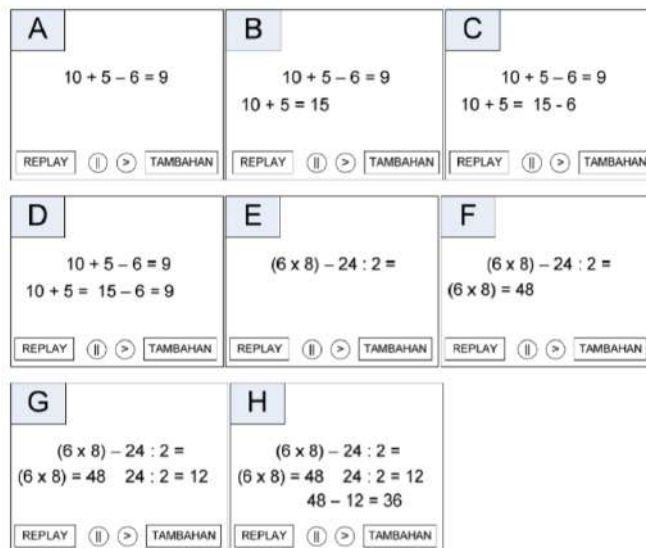 A
10 + 5 – 6 = 9
REPLAY || > TAMBAHAN
B
10 + 5 – 6 = 9
10 + 5 = 15
REPLAY || > TAMBAHAN
C
10 + 5 – 6 = 9
10 + 5 = 15 - 6
REPLAY || > TAMBAHAN
D
10 + 5 – 6 = 9
10 + 5 = 15 – 6 = 9
REPLAY || > TAMBAHAN
E
(6 x 8) – 24 : 2 =
REPLAY || > TAMBAHAN
F
(6 x 8) – 24 : 2 =
(6 x 8) = 48
REPLAY || > TAMBAHAN
G
(6 x 8) – 24 : 2 =
(6 x 8) = 48 24 : 2 = 12
REPLAY || > TAMBAHAN
H
(6 x 8) – 24 : 2 =
(6 x 8) = 48 24 : 2 = 12
48 – 12 = 36
REPLAY || > TAMBAHAN